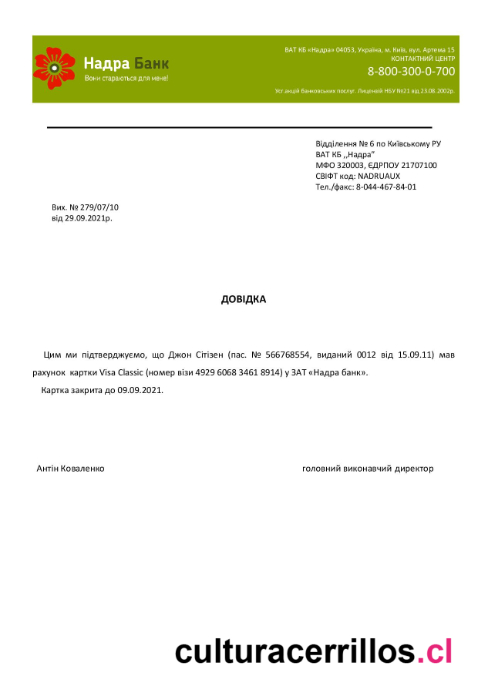 Надра Банк
Вони стараються для мене!
ВАТ КБ «Надра» 04053, Україна, м. Київ, вул. Артема 15
КОНТАКТНИЙ ЦЕНТР
8-800-300-0-700
Усі акції банковських послуг. Ліцензій НБУ №21 від 23.08.2002р.
Відділення № 6 по Київському РУ
ВАТ КБ ,,Надра”
МФО 320003, ЄДРПОУ 21707100
СВІФТ код: NADRUAUX
Тел./факс: 8-044-467-84-01
Вих. № 279/07/10
від 29.09.2021р.
ДОВІДКА
Цим ми підтверджуємо, що Джон Сітізен (пас. № 566768554, виданий 0012 від 15.09.11) мав
рахунок картки Visa Classic (номер візи 4929 6068 3461 8914) у ЗАТ «Надра банк».
Картка закрита до 09.09.2021.
Антін Коваленко головний виконавчий директор
culturacerrillos.cl